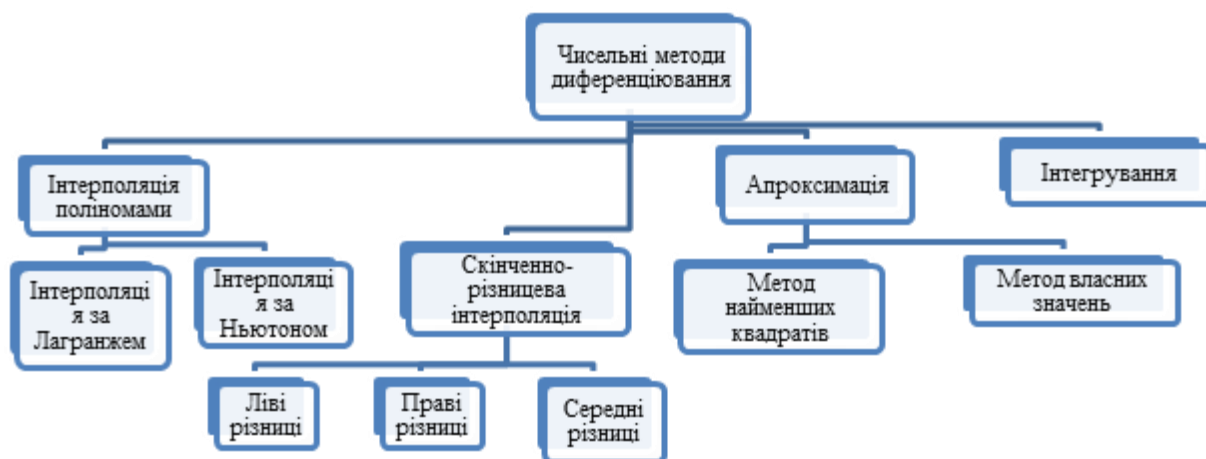 Чисельні методи
диференціювання
Інтерполяція
поліномами
Апроксимація
Інтегрування
Інтерполяці
я за
Лагранжем
Інтерполяці
я за
Ньютоном
Скінченно-
різницева
інтерполяція
Метод
найменших
квадратів
Метод власних
значень
Ліві
різниці
Праві
різниці
Середні
різниці